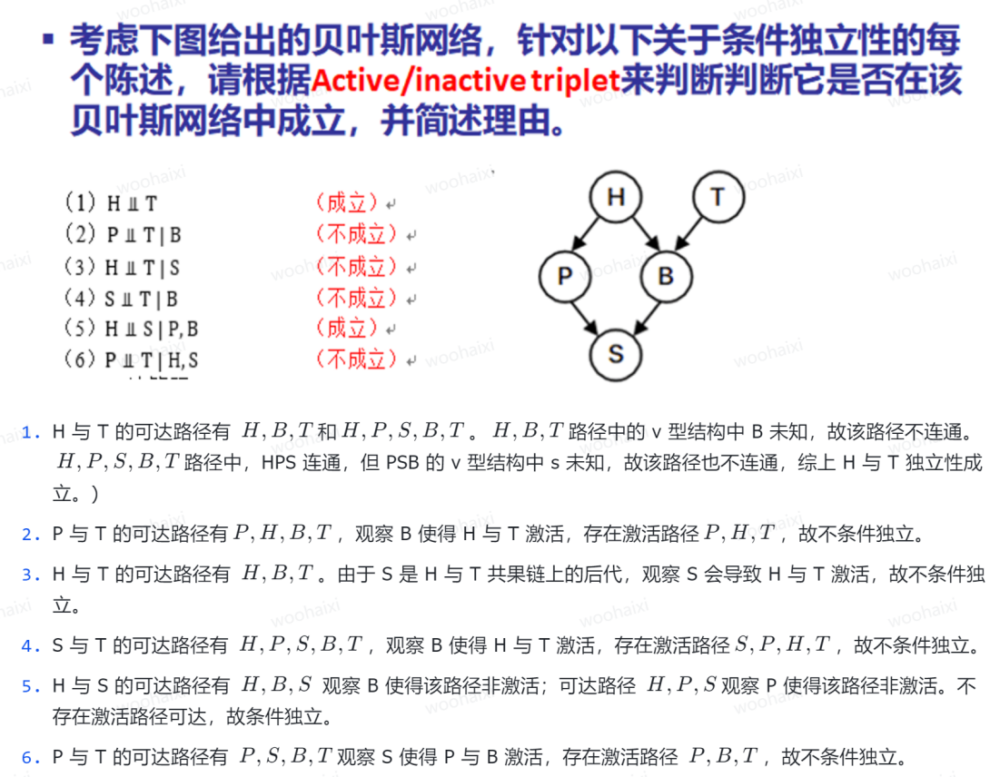 ▪ 考虑下图给出的贝叶斯网络，针对以下关于条件独立性的每
个陈述，请根据Active/inactive triplet来判断判断它是否在该
贝叶斯网络中成立，并简述理由。
(1) H ⫫ T （成立）↵
(2) P ⫫ T | B （不成立）↵
(3) H ⫫ T | S （不成立）↵
(4) S ⫫ T | B （不成立）↵
(5) H ⫫ S | P, B （成立）↵
(6) P ⫫ T | H, S （不成立）↵
H T
P B
S
1. H 与 T 的可达路径有 H, B, T 和 H, P, S, B, T 。 H, B, T 路径中的 v 型结构中 B 未知，故该路径不连通。
H, P, S, B, T 路径中，HPS 连通，但 PSB 的 v 型结构中 s 未知，故该路径也不连通，综上 H 与 T 独立性成
立。）
2. P 与 T 的可达路径有 P, H, B, T ，观察 B 使得 H 与 T 激活，存在激活路径 P, H, T ，故不条件独立。
3. H 与 T 的可达路径有 H, B, T 。由于 S 是 H 与 T 共果链上的后代，观察 S 会导致 H 与 T 激活，故不条件独
立。
4. S 与 T 的可达路径有 H, P, S, B, T ，观察 B 使得 H 与 T 激活，存在激活路径 S, P, H, T ，故不条件独立。
5. H 与 S 的可达路径有 H, B, S 观察 B 使得该路径非激活；可达路径 H, P, S 观察 P 使得该路径非激活。不
存在激活路径可达，故条件独立。
6. P 与 T 的可达路径有 P, S, B, T 观察 S 使得 P 与 B 激活，存在激活路径 P, B, T ，故不条件独立。
woohaixi